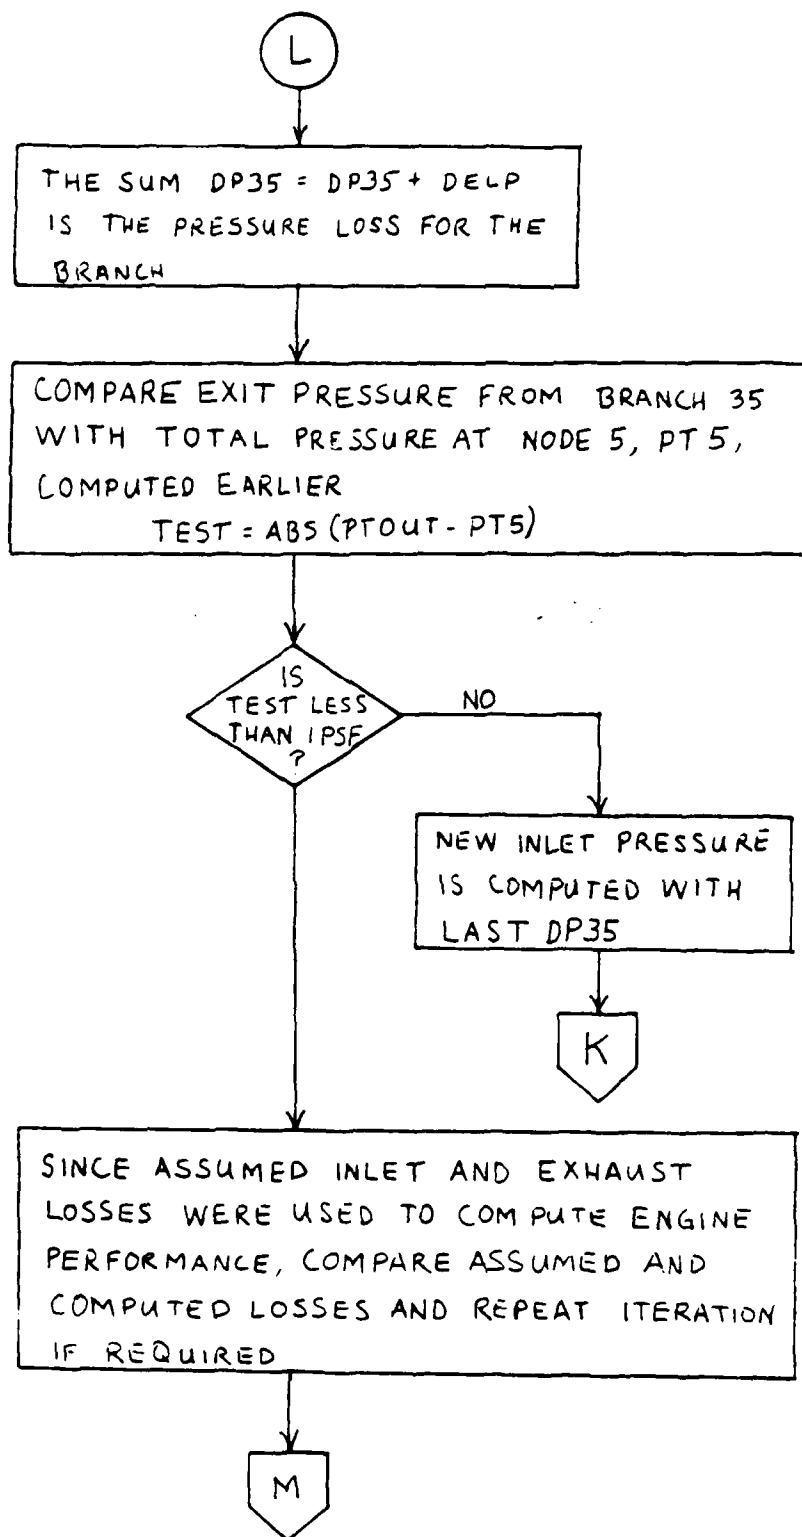 L
THE SUM DP35 = DP35 + DELP
IS THE PRESSURE LOSS FOR THE
BRANCH
COMPARE EXIT PRESSURE FROM BRANCH 35
WITH TOTAL PRESSURE AT NODE 5, PT5,
COMPUTED EARLIER
TEST = ABS (PTOUT - PT5)
IS
TEST LESS
THAN 1 PSF
?
NO
NEW INLET PRESSURE
IS COMPUTED WITH
LAST DP35
K
SINCE ASSUMED INLET AND EXHAUST
LOSSES WERE USED TO COMPUTE ENGINE
PERFORMANCE, COMPARE ASSUMED AND
COMPUTED LOSSES AND REPEAT ITERATION
IF REQUIRED
M